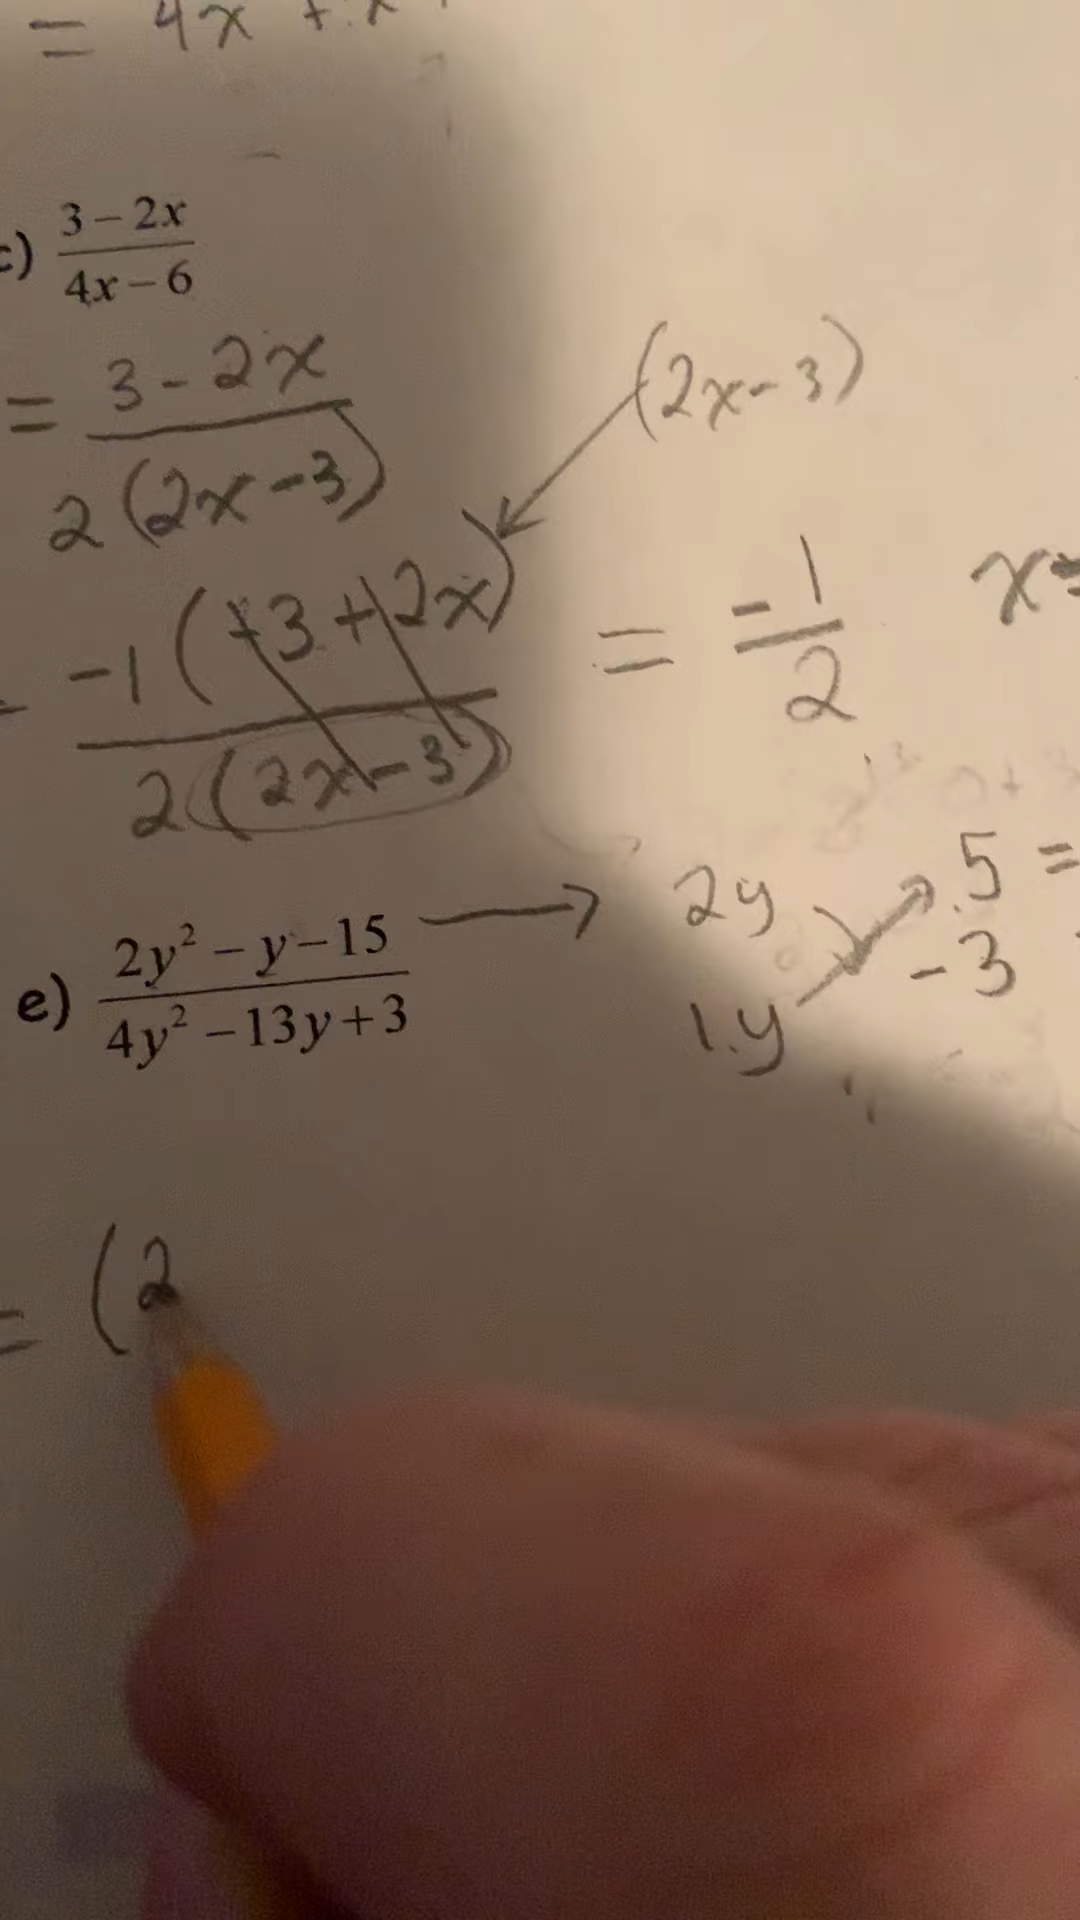 = 4x + x
c) 3 – 2x
4x – 6
= 3 - 2x
2 (2x - 3)
(2x - 3)
-1 (-3 + 2x)
2 (2x - 3)
= -1
2
x =
e) 2y² – y – 15
4y² – 13y + 3
2y 5 =
1y -3
= (2